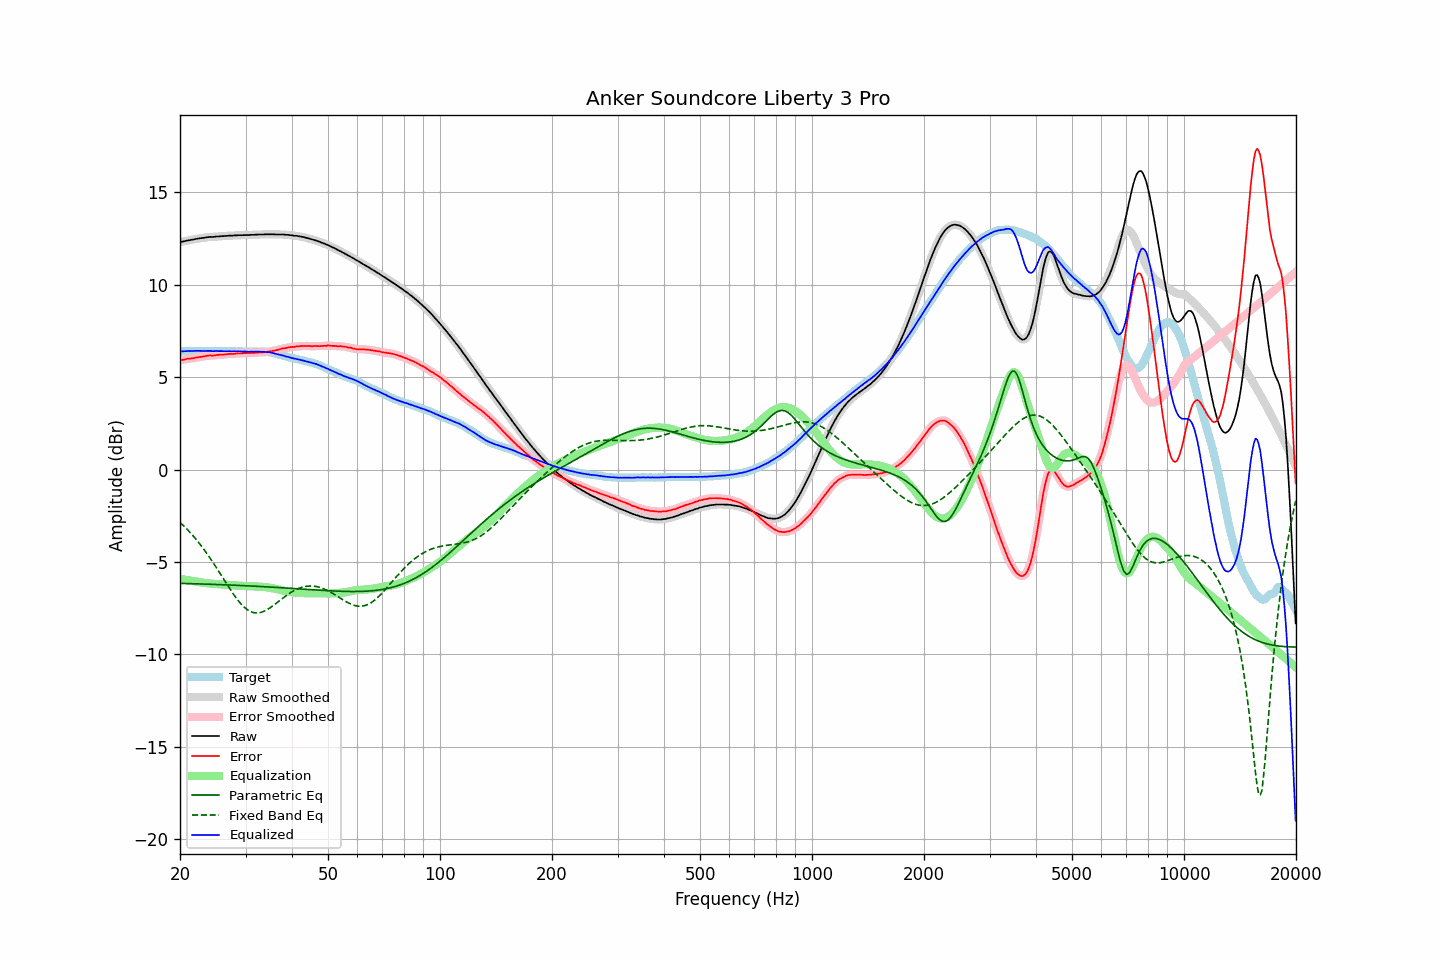 Anker Soundcore Liberty 3 Pro
Amplitude (dBr)
15
10
5
0
−5
−10
−15
−20
Target
Raw Smoothed
Error Smoothed
Raw
Error
Equalization
Parametric Eq
Fixed Band Eq
Equalized
20 50 100 200 500 1000 2000 5000 10000 20000
Frequency (Hz)